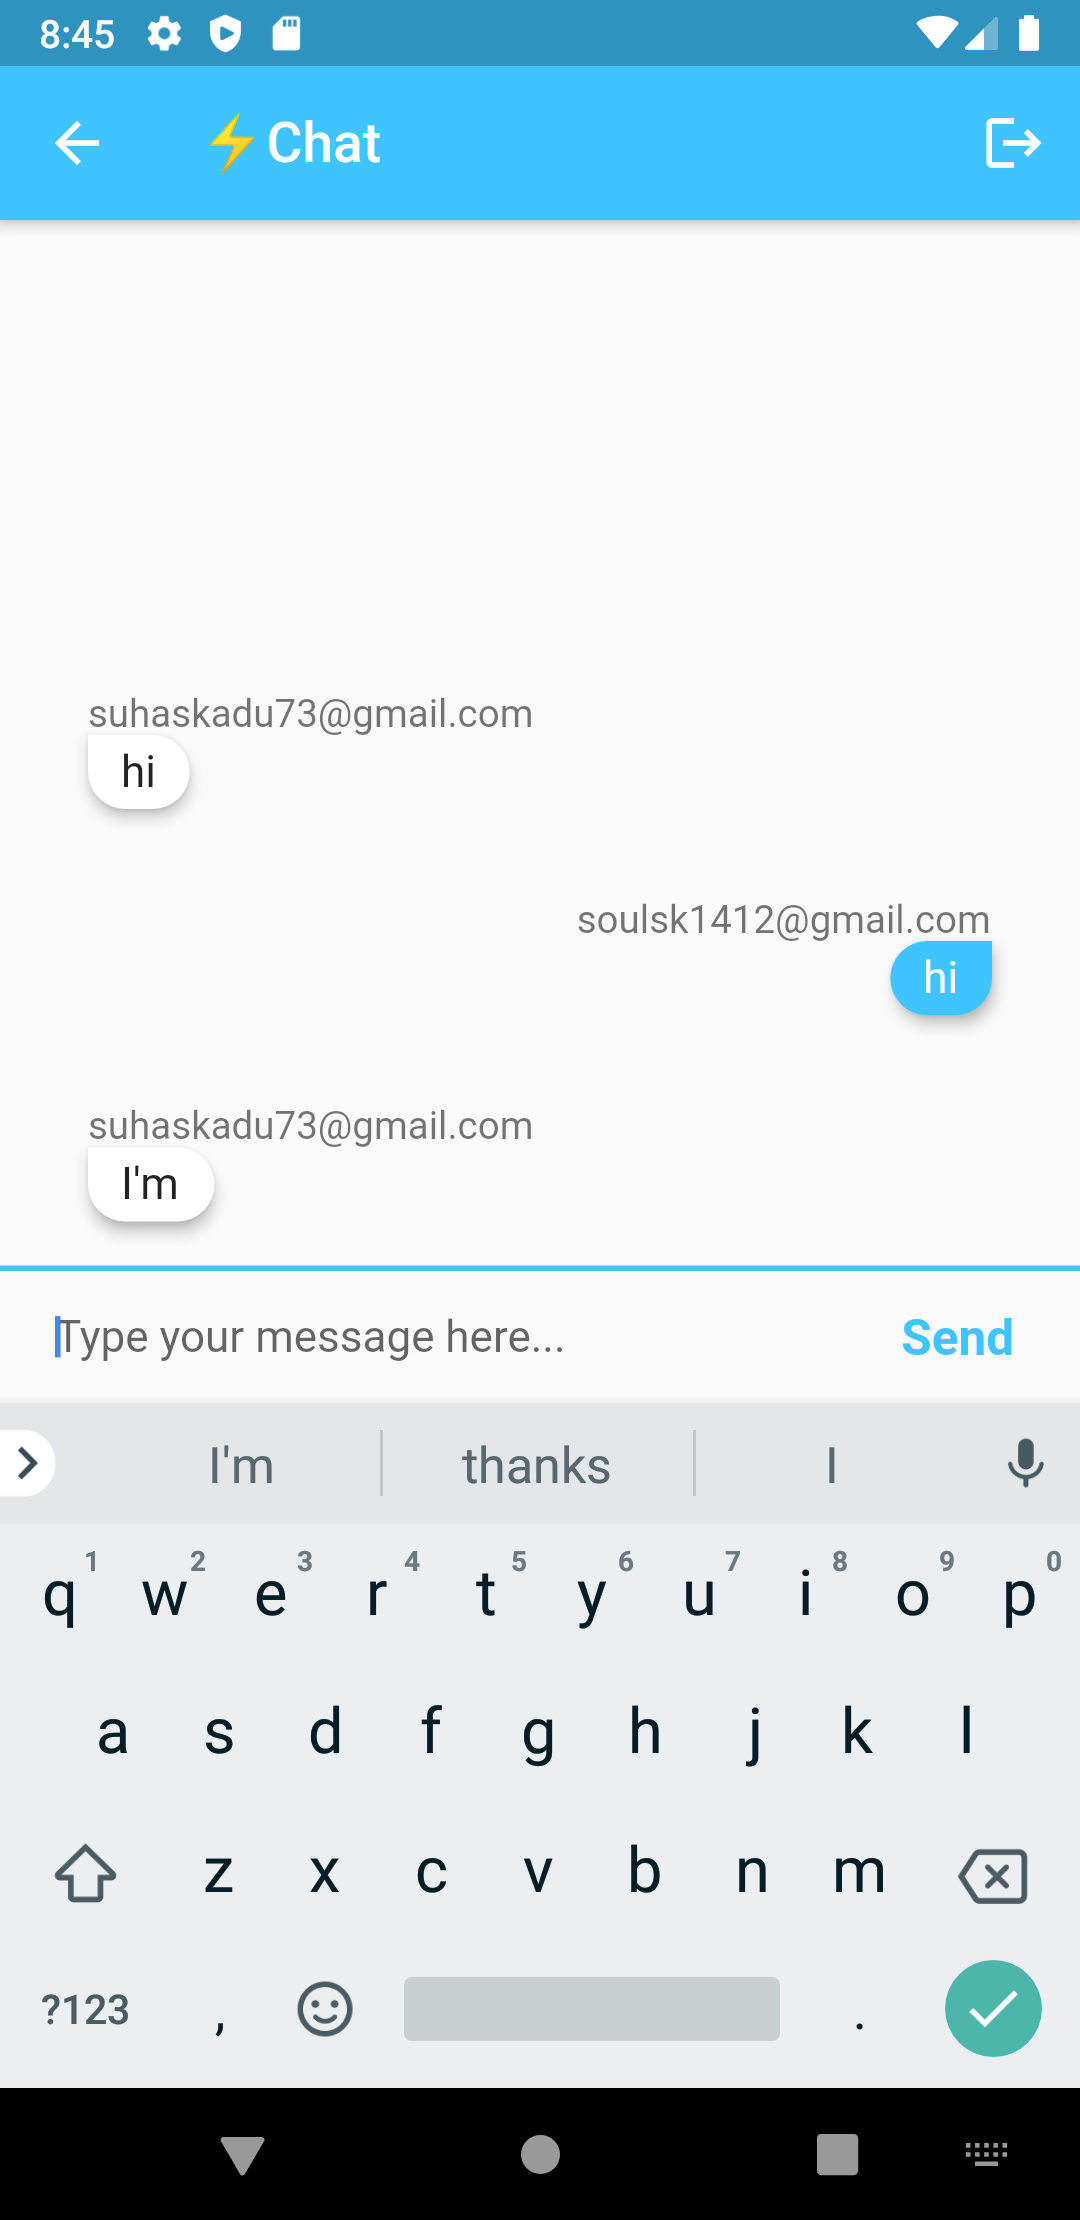 8:45
⚡Chat
suhaskadu73@gmail.com
hi
soulsk1412@gmail.com
hi
suhaskadu73@gmail.com
I'm
Type your message here...
Send
I'm thanks I
1 2 3 4 5 6 7 8 9 0
q w e r t y u i o p
a s d f g h j k l
z x c v b n m
?123 , .